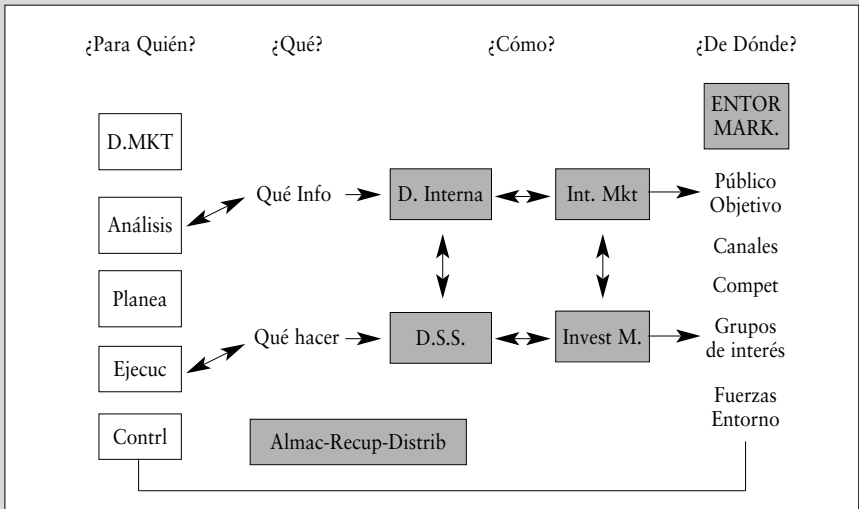 ¿Para Quién?
¿Qué?
¿Cómo?
¿De Dónde?
D.MKT
Análisis
Planea
Ejecuc
Contrl
Qué Info
Qué hacer
Almac-Recup-Distrib
D. Interna
Int. Mkt
D.S.S.
Invest M.
ENTOR
MARK.
Público
Objetivo
Canales
Compet
Grupos
de interés
Fuerzas
Entorno